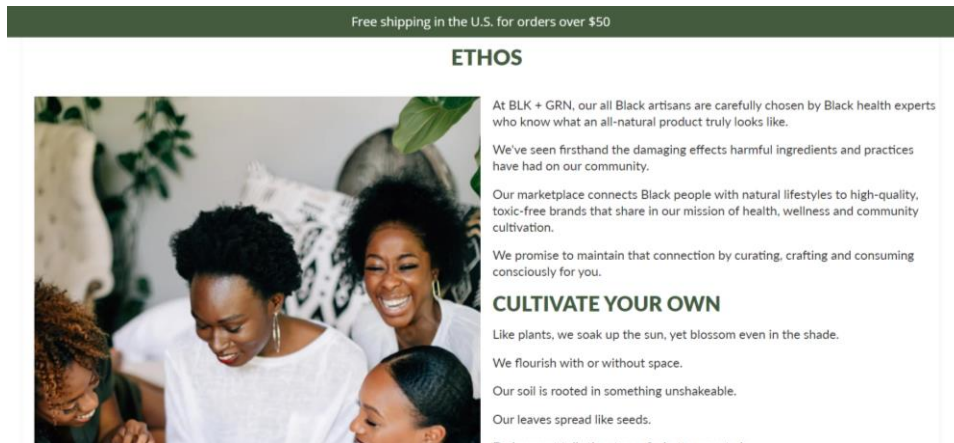 Free shipping in the U.S. for orders over $50
ETHOS
At BLK + GRN, our all Black artisans are carefully chosen by Black health experts
who know what an all-natural product truly looks like.
We've seen firsthand the damaging effects harmful ingredients and practices
have had on our community.
Our marketplace connects Black people with natural lifestyles to high-quality,
toxic-free brands that share in our mission of health, wellness and community
cultivation.
We promise to maintain that connection by curating, crafting and consuming
consciously for you.
CULTIVATE YOUR OWN
Like plants, we soak up the sun, yet blossom even in the shade.
We flourish with or without space.
Our soil is rooted in something unshakeable.
Our leaves spread like seeds.